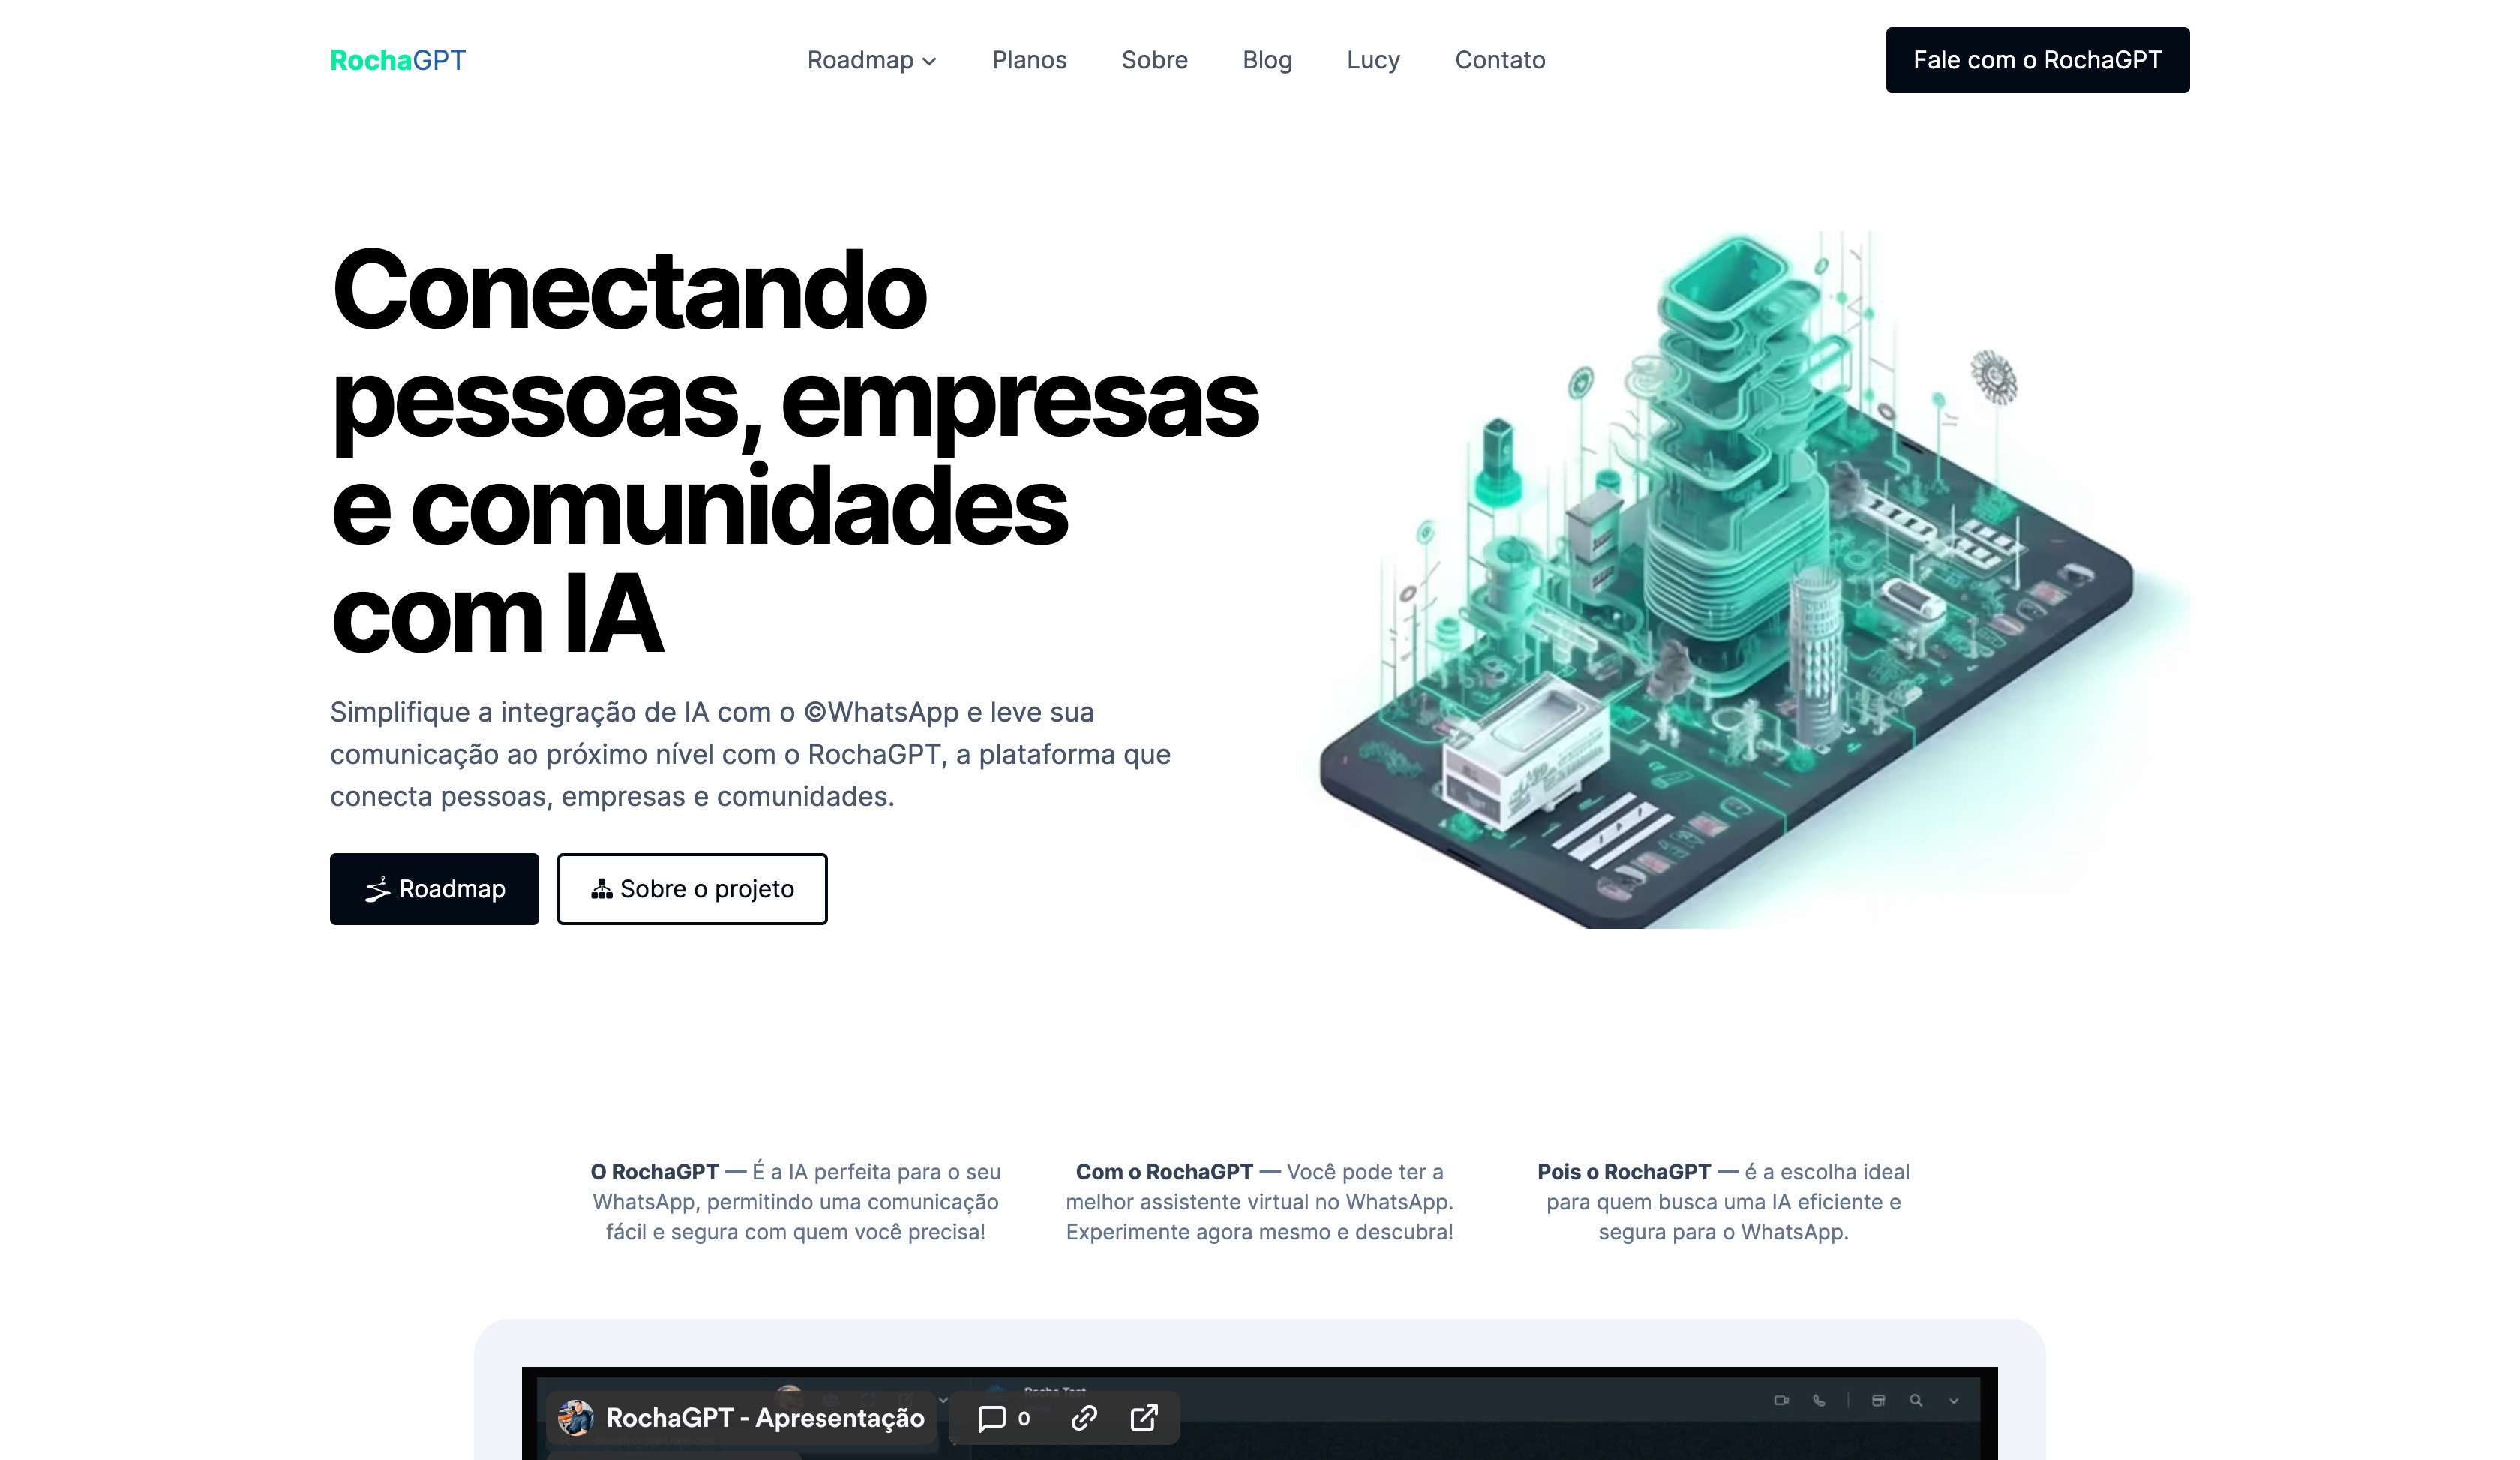 RochaGPT
Roadmap
Planos
Sobre
Blog
Lucy
Contato
Fale com o RochaGPT
Conectando
pessoas, empresas
e comunidades
com IA
Simplifique a integração de IA com o ©WhatsApp e leve sua
comunicação ao próximo nível com o RochaGPT, a plataforma que
conecta pessoas, empresas e comunidades.
Roadmap
Sobre o projeto
O RochaGPT — É a IA perfeita para o seu
WhatsApp, permitindo uma comunicação
fácil e segura com quem você precisa!
Com o RochaGPT — Você pode ter a
melhor assistente virtual no WhatsApp.
Experimente agora mesmo e descubra!
Pois o RochaGPT — é a escolha ideal
para quem busca uma IA eficiente e
segura para o WhatsApp.
RochaGPT - Apresentação
0